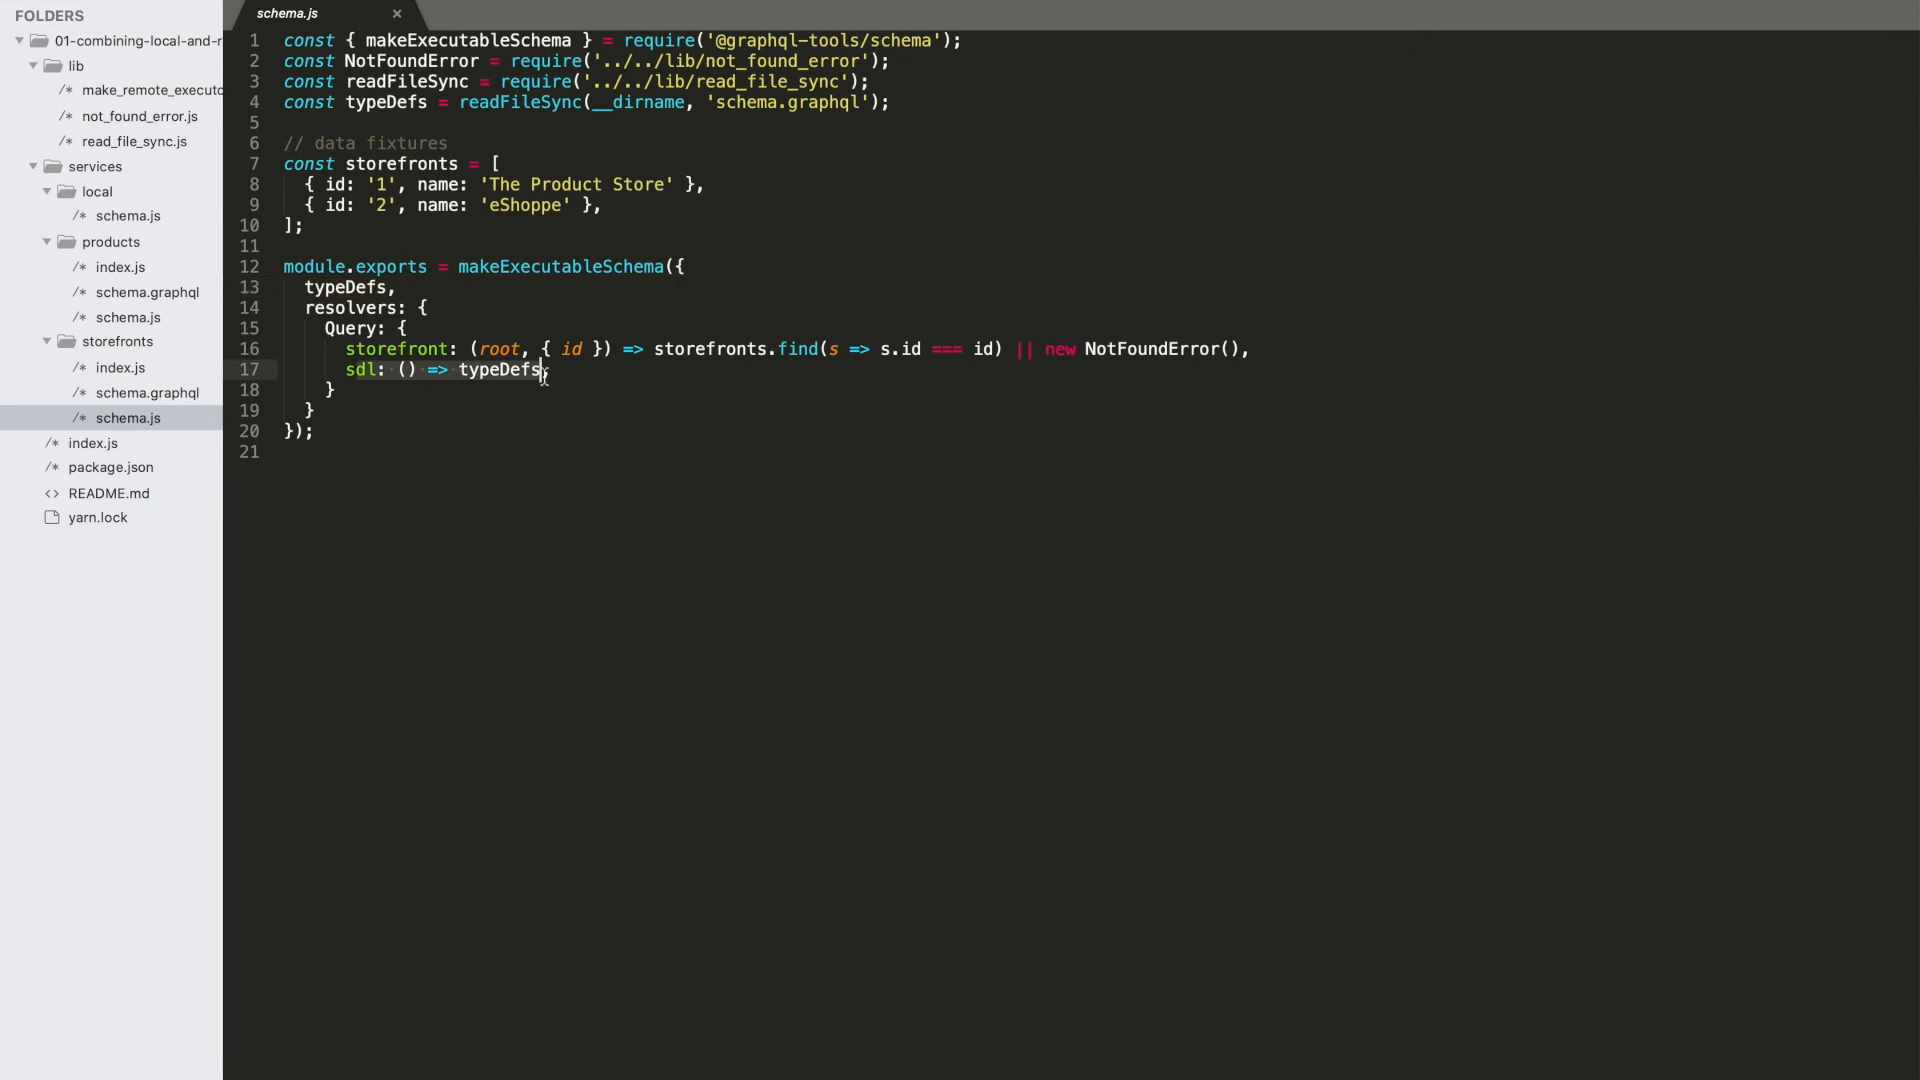 FOLDERS
01-combining-local-and-r
lib
/* make_remote_executo
/* not_found_error.js
/* read_file_sync.js
services
local
/* schema.js
products
/* index.js
/* schema.graphql
/* schema.js
storefronts
/* index.js
/* schema.graphql
/* schema.js
/* index.js
/* package.json
<> README.md
yarn.lock
schema.js ×
1 const { makeExecutableSchema } = require('@graphql-tools/schema');
2 const NotFoundError = require('../../lib/not_found_error');
3 const readFileSync = require('../../lib/read_file_sync');
4 const typeDefs = readFileSync(__dirname, 'schema.graphql');
5
6 // data fixtures
7 const storefronts = [
8 { id: '1', name: 'The Product Store' },
9 { id: '2', name: 'eShoppe' },
10 ];
11
12 module.exports = makeExecutableSchema({
13 typeDefs,
14 resolvers: {
15 Query: {
16 storefront: (root, { id }) => storefronts.find(s => s.id === id) || new NotFoundError(),
17 sdl: () => typeDefs,
18 }
19 }
20 });
21